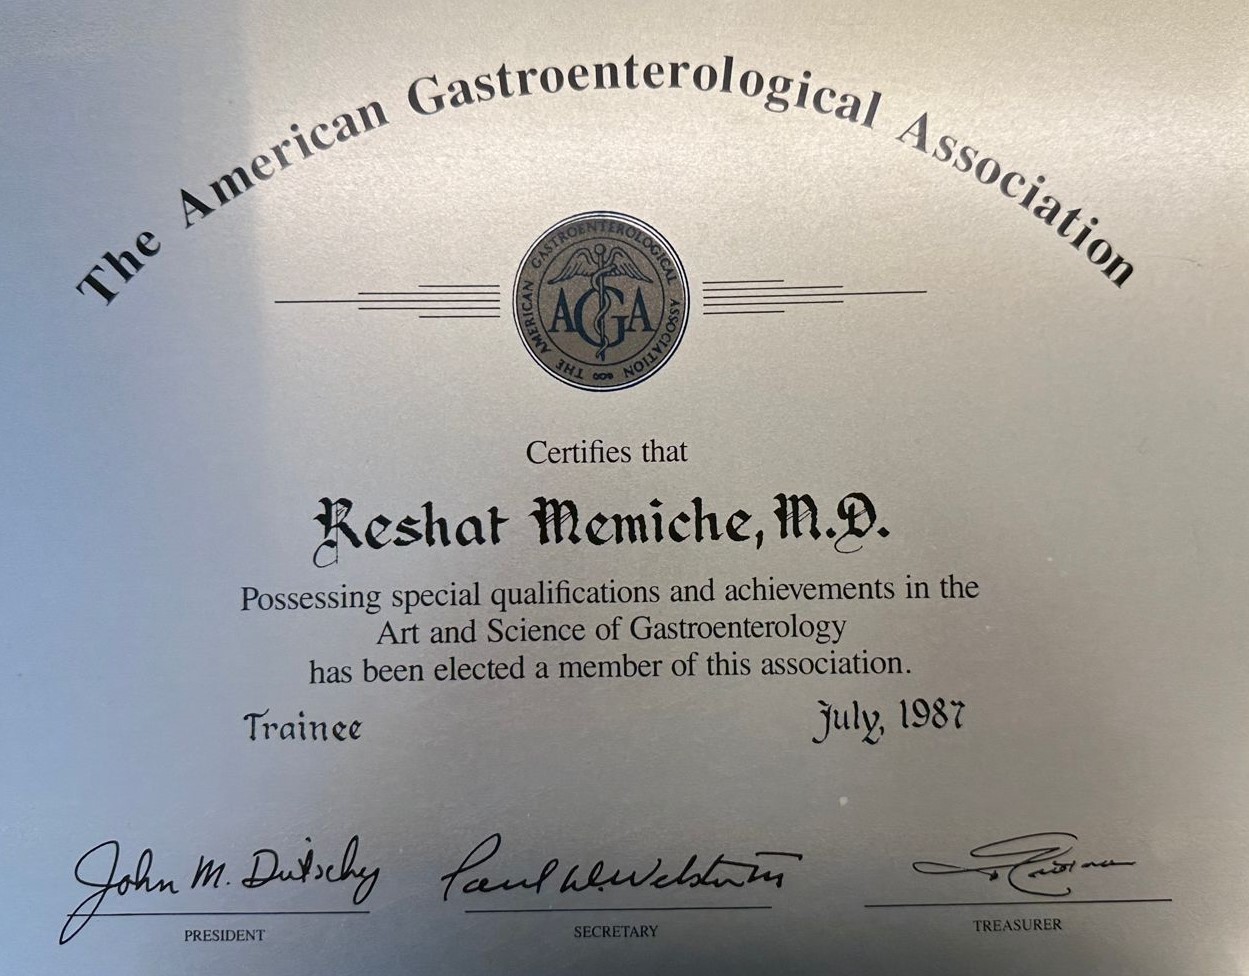 The American Gastroenterological Association
THE AMERICAN GASTROENTEROLOGICAL ASSOCIATION
AGA
Certifies that
Reshat Memiche, M.D.
Possessing special qualifications and achievements in the
Art and Science of Gastroenterology
has been elected a member of this association.
Trainee July, 1987
John M. Dietschy Paul
PRESIDENT SECRETARY TREASURER